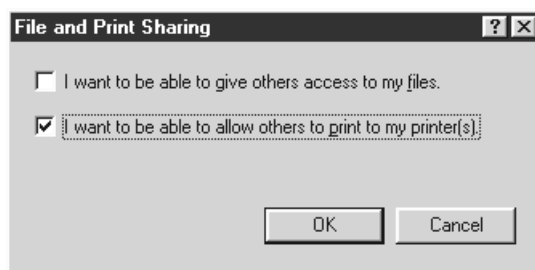 File and Print Sharing
I want to be able to give others access to my files.
I want to be able to allow others to print to my printer(s).
OK Cancel